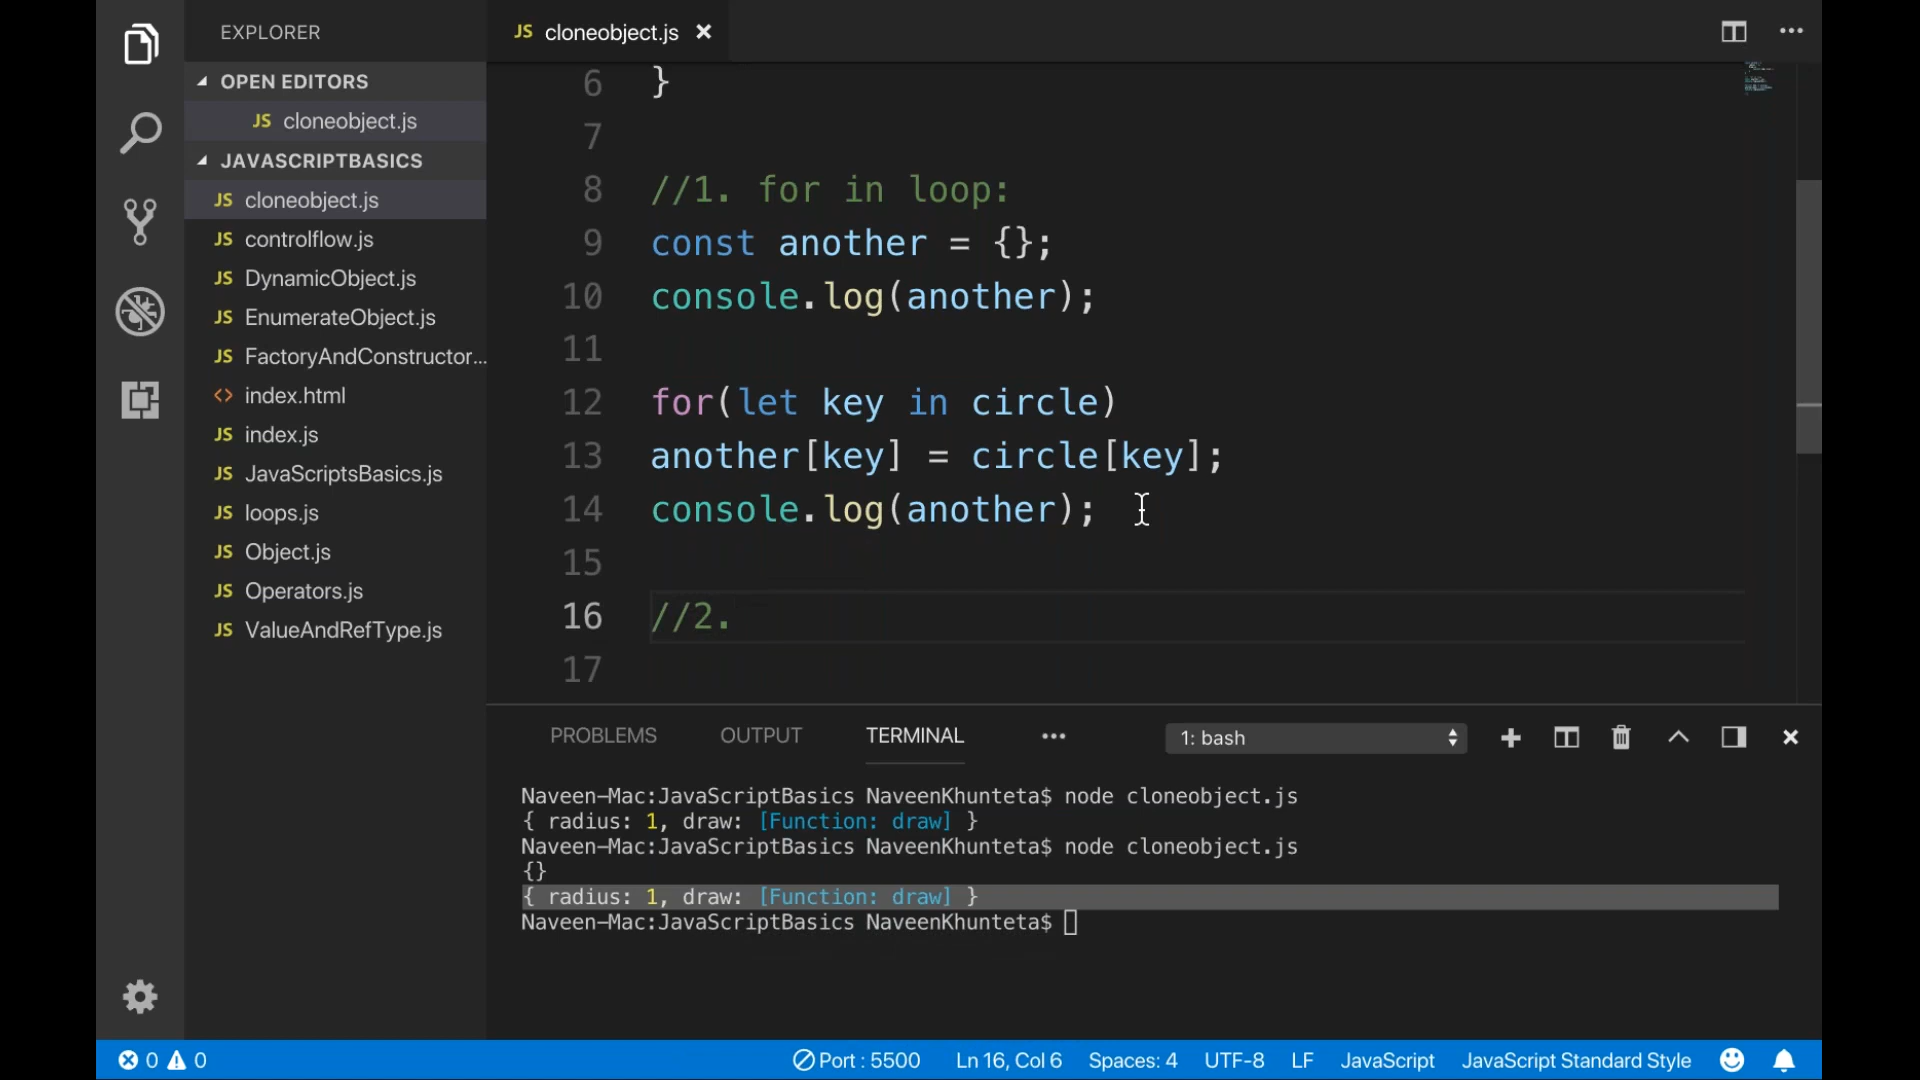 EXPLORER
OPEN EDITORS
JS cloneobject.js
JAVASCRIPTBASICS
JS cloneobject.js
JS controlflow.js
JS DynamicObject.js
JS EnumerateObject.js
JS FactoryAndConstructor...
<> index.html
JS index.js
JS JavaScriptsBasics.js
JS loops.js
JS Object.js
JS Operators.js
JS ValueAndRefType.js
JS cloneobject.js ×
6 }
7
8 //1. for in loop:
9 const another = {};
10 console.log(another);
11
12 for(let key in circle)
13 another[key] = circle[key];
14 console.log(another);
15
16 //2.
17
PROBLEMS OUTPUT TERMINAL ••• 1: bash
Naveen-Mac:JavaScriptBasics NaveenKhunteta$ node cloneobject.js
{ radius: 1, draw: [Function: draw] }
Naveen-Mac:JavaScriptBasics NaveenKhunteta$ node cloneobject.js
{}
{ radius: 1, draw: [Function: draw] }
Naveen-Mac:JavaScriptBasics NaveenKhunteta$
0 0 Port : 5500 Ln 16, Col 6 Spaces: 4 UTF-8 LF JavaScript JavaScript Standard Style